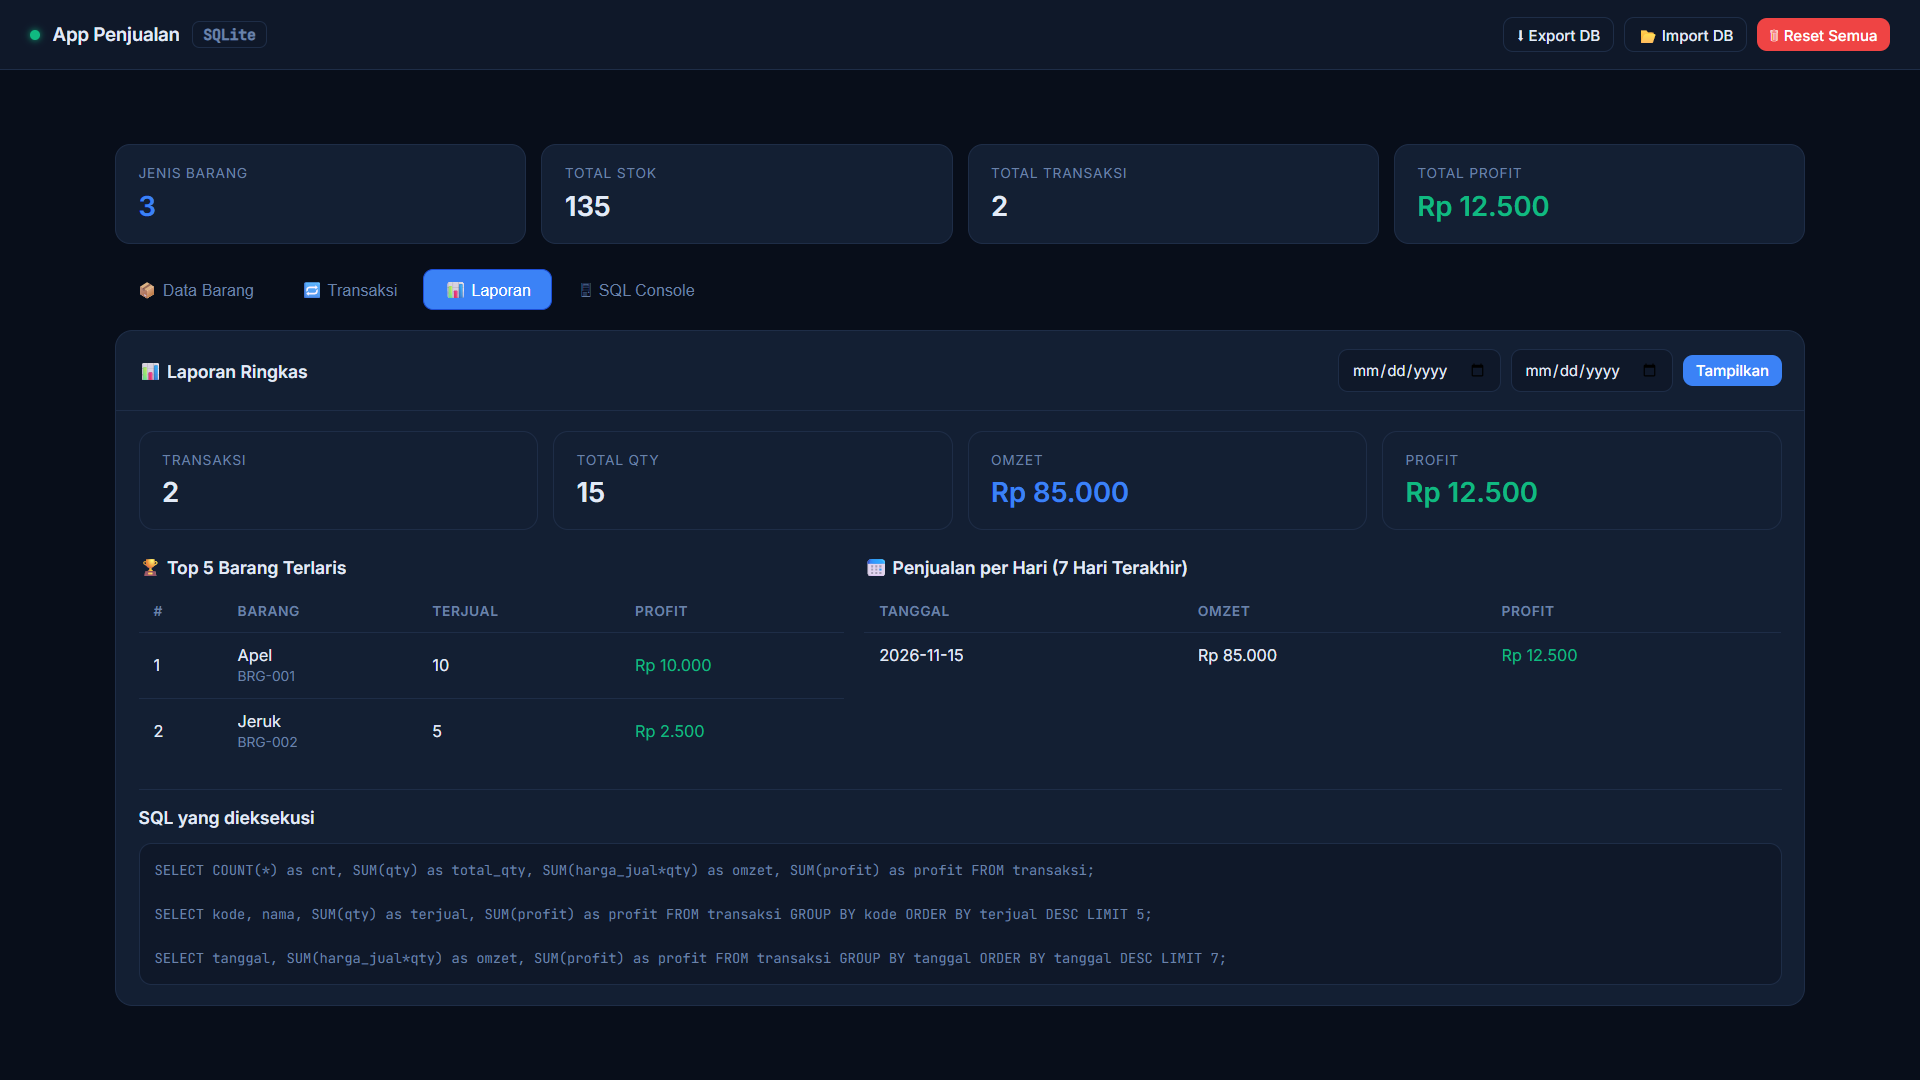 App Penjualan SQLite
⬇ Export DB 📂 Import DB 🗑 Reset Semua
JENIS BARANG
3
TOTAL STOK
135
TOTAL TRANSAKSI
2
TOTAL PROFIT
Rp 12.500
📦 Data Barang 🔁 Transaksi 📊 Laporan SQL Console
📊 Laporan Ringkas
mm/dd/yyyy mm/dd/yyyy Tampilkan
TRANSAKSI
2
TOTAL QTY
15
OMZET
Rp 85.000
PROFIT
Rp 12.500
🏆 Top 5 Barang Terlaris
# BARANG TERJUAL PROFIT
1 Apel 10 Rp 10.000
BRG-001
2 Jeruk 5 Rp 2.500
BRG-002
Penjualan per Hari (7 Hari Terakhir)
TANGGAL OMZET PROFIT
2026-11-15 Rp 85.000 Rp 12.500
SQL yang dieksekusi
SELECT COUNT(*) as cnt, SUM(qty) as total_qty, SUM(harga_jual*qty) as omzet, SUM(profit) as profit FROM transaksi;
SELECT kode, nama, SUM(qty) as terjual, SUM(profit) as profit FROM transaksi GROUP BY kode ORDER BY terjual DESC LIMIT 5;
SELECT tanggal, SUM(harga_jual*qty) as omzet, SUM(profit) as profit FROM transaksi GROUP BY tanggal ORDER BY tanggal DESC LIMIT 7;